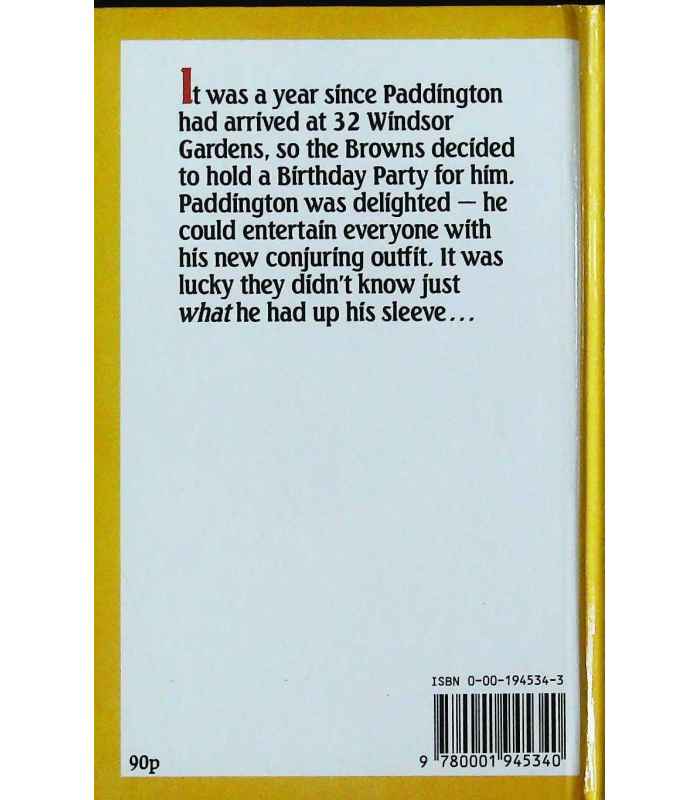 It was a year since Paddington
had arrived at 32 Windsor
Gardens, so the Browns decided
to hold a Birthday Party for him.
Paddington was delighted — he
could entertain everyone with
his new conjuring outfit. It was
lucky they didn't know just
what he had up his sleeve...
ISBN 0-00-194534-3
90p
9 780001 945340